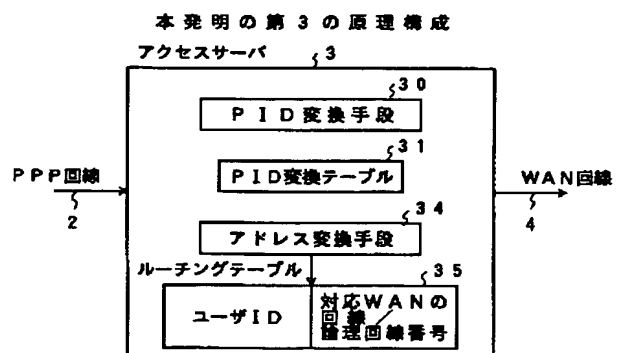 本発明の第3の原理構成
アクセスサーバ
3
30
PID変換手段
31
PID変換テーブル
PPP回線
2
WAN回線
4
34
アドレス変換手段
ルーチングテーブル
35
ユーザID
対応WANの
回線
論理回線番号